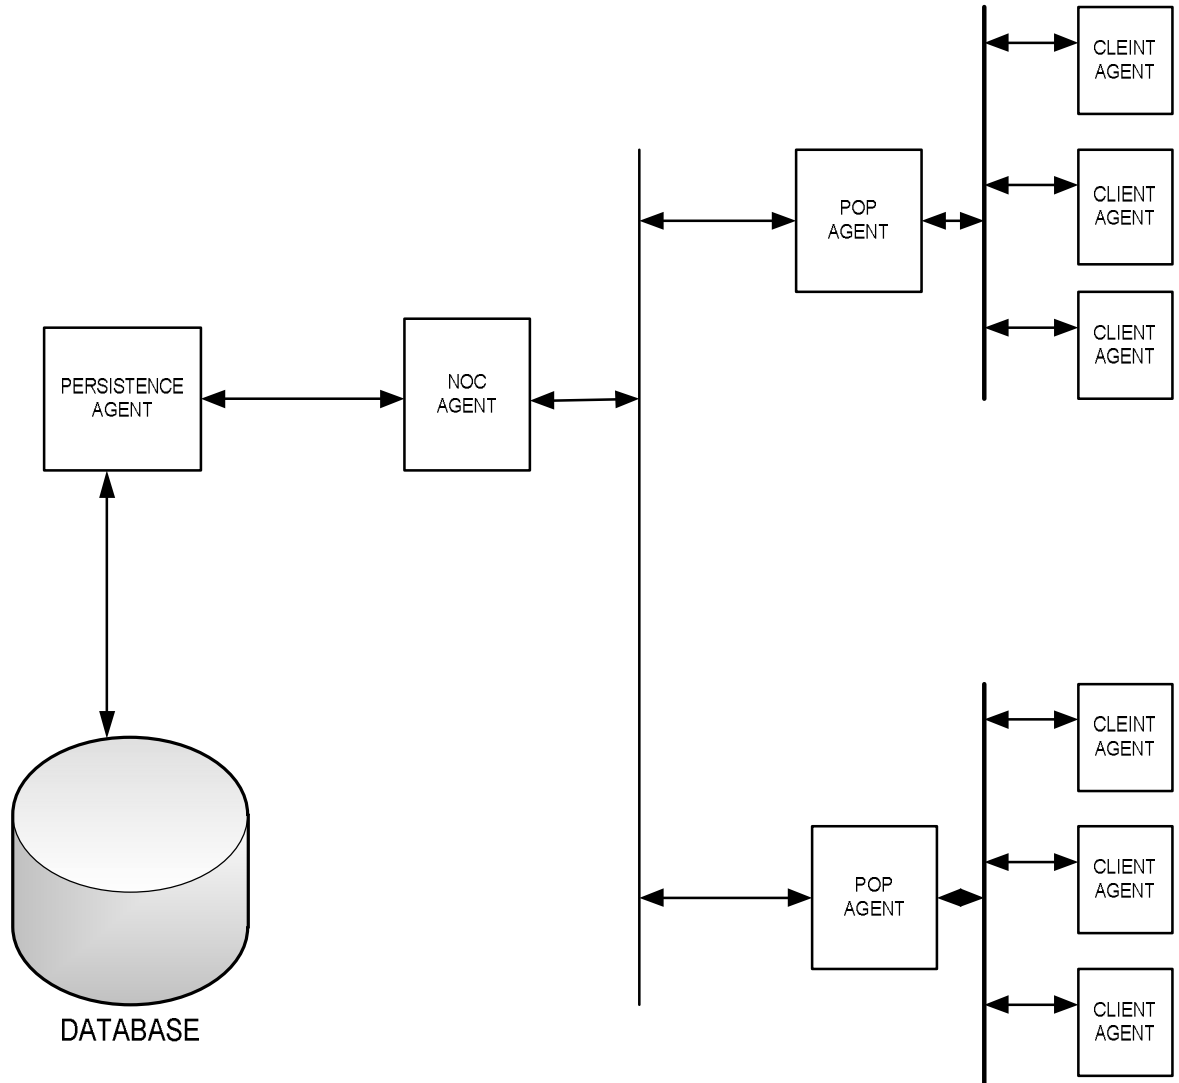 CLEINT
AGENT
CLIENT
AGENT
POP
AGENT
CLIENT
AGENT
PERSISTENCE
AGENT
NOC
AGENT
CLEINT
AGENT
CLIENT
AGENT
POP
AGENT
CLIENT
AGENT
DATABASE